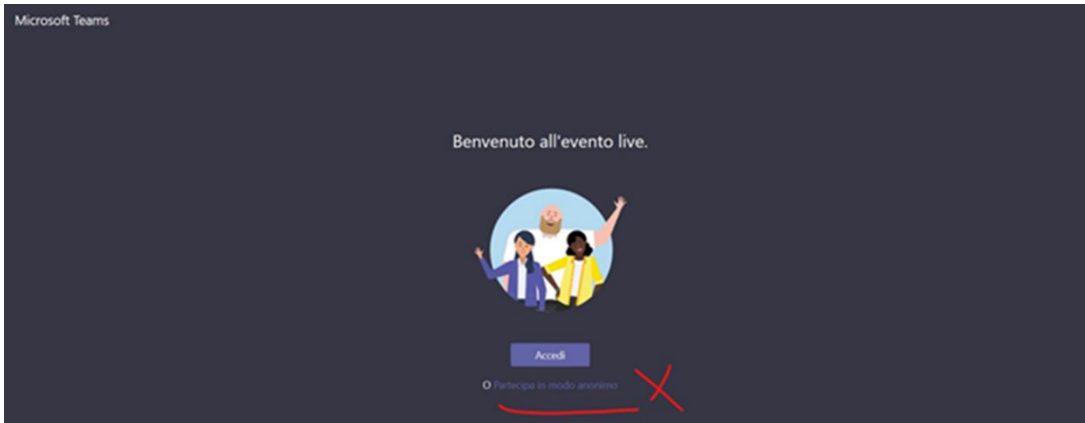 Microsoft Teams
Benvenuto all'evento live.
Accedi
O Partecipa in modo anonimo